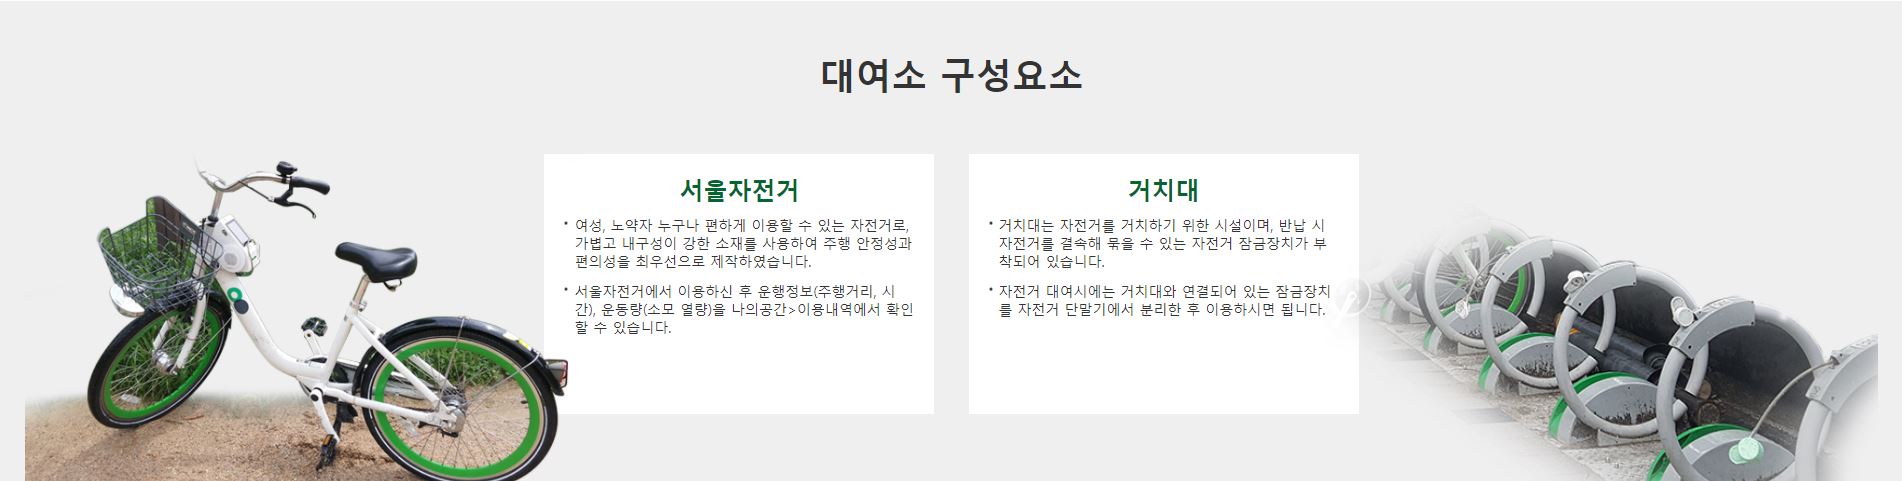 대여소 구성요소
서울자전거
• 여성, 노약자 누구나 편하게 이용할 수 있는 자전거로,
가볍고 내구성이 강한 소재를 사용하여 주행 안정성과
편의성을 최우선으로 제작하였습니다.
• 서울자전거에서 이용하신 후 운행정보(주행거리, 시
간), 운동량(소모 열량)을 나의공간>이용내역에서 확인
할 수 있습니다.
거치대
• 거치대는 자전거를 거치하기 위한 시설이며, 반납 시
자전거를 결속해 묶을 수 있는 자전거 잠금장치가 부
착되어 있습니다.
• 자전거 대여시에는 거치대와 연결되어 있는 잠금장치
를 자전거 단말기에서 분리한 후 이용하시면 됩니다.